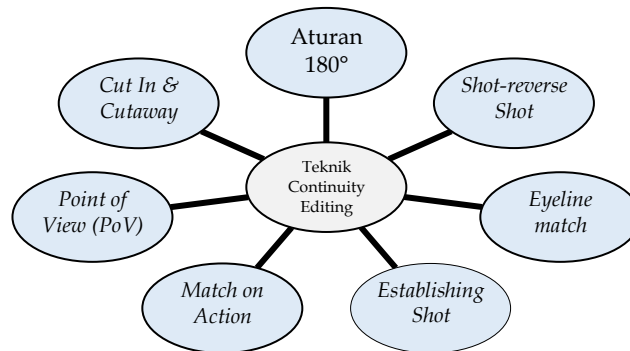 Aturan
180°
Cut In &
Cutaway
Shot-reverse
Shot
Teknik
Continuity
Editing
Point of
View (PoV)
Eyeline
match
Match on
Action
Establishing
Shot